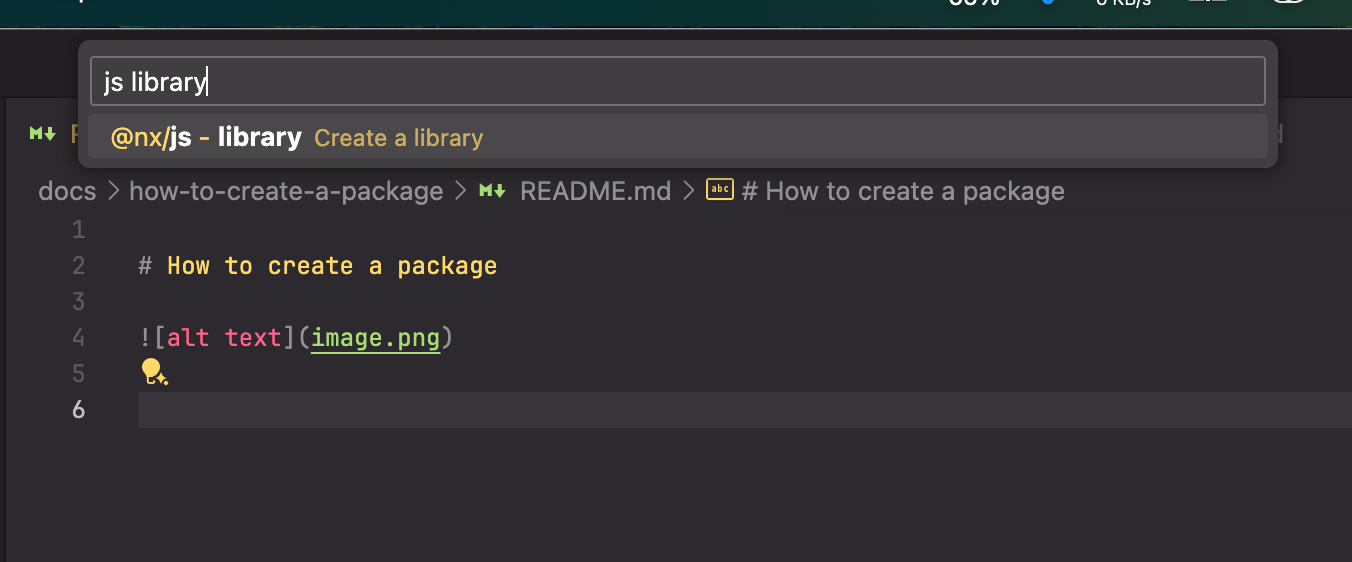 js library
@nx/js - library Create a library
docs > how-to-create-a-package > README.md > abc # How to create a package
1
2 # How to create a package
3
4 ![alt text](image.png)
5
6